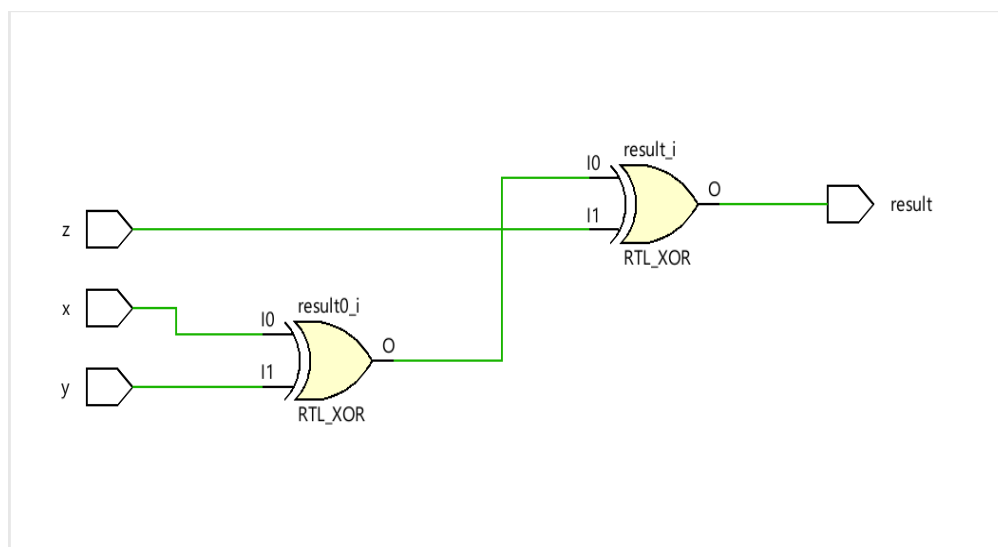 result_i
I0
O
result
I1
z
RTL_XOR
x
result0_i
I0
O
I1
y
RTL_XOR